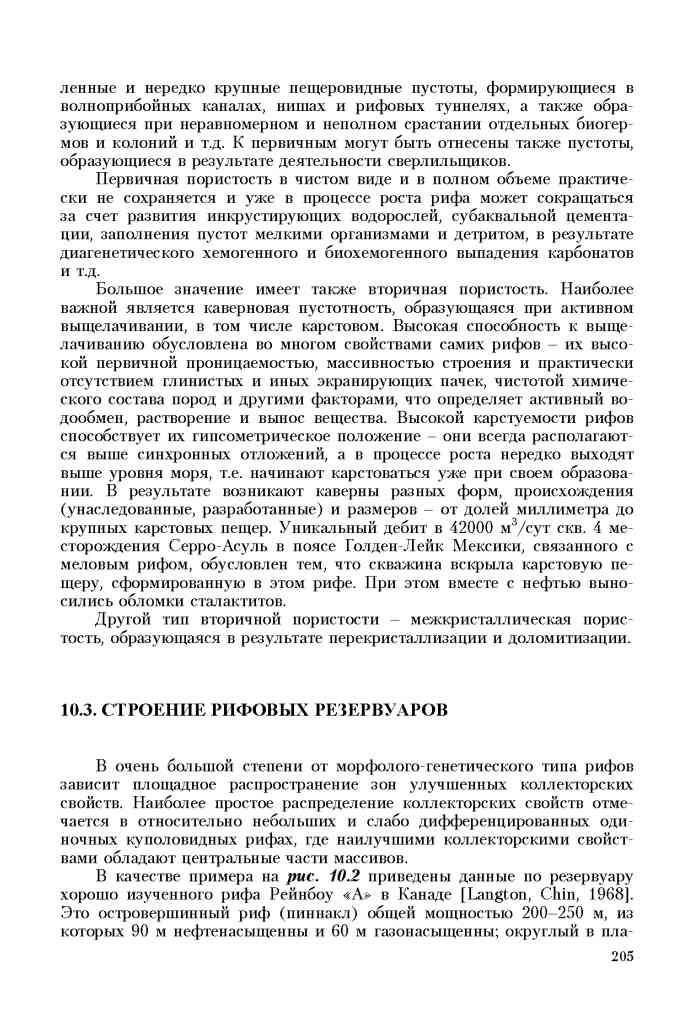 ленные и нередко крупные пещеровидные пустоты, формирующиеся в
волноприбойных каналах, нишах и рифовых туннелях, а также обра-
зующиеся при неравномерном и неполном срастании отдельных биогер-
мов и колоний и т.д. К первичным могут быть отнесены также пустоты,
образующиеся в результате деятельности сверлильщиков.
Первичная пористость в чистом виде и в полном объеме практиче-
ски не сохраняется и уже в процессе роста рифа может сокращаться
за счет развития инкрустирующих водорослей, субаквальной цемента-
ции, заполнения пустот мелкими организмами и детритом, в результате
диагенетического хемогенного и биохемогенного выпадения карбонатов
и т.д.
Большое значение имеет также вторичная пористость. Наиболее
важной является каверновая пустотность, образующаяся при активном
выщелачивании, в том числе карстовом. Высокая способность к выще-
лачиванию обусловлена во многом свойствами самих рифов – их высо-
кой первичной проницаемостью, массивностью строения и практически
отсутствием глинистых и иных экранирующих пачек, чистотой химиче-
ского состава пород и другими факторами, что определяет активный во-
дообмен, растворение и вынос вещества. Высокой карстуемости рифов
способствует их гипсометрическое положение – они всегда располагают-
ся выше синхронных отложений, а в процессе роста нередко выходят
выше уровня моря, т.е. начинают карстоваться уже при своем образова-
нии. В результате возникают каверны разных форм, происхождения
(унаследованные, разработанные) и размеров – от долей миллиметра до
крупных карстовых пещер. Уникальный дебит в 42000 м³/сут скв. 4 ме-
сторождения Серро-Асуль в поясе Голден-Лейк Мексики, связанного с
меловым рифом, обусловлен тем, что скважина вскрыла карстовую пе-
щеру, сформированную в этом рифе. При этом вместе с нефтью выно-
сились обломки сталактитов.
Другой тип вторичной пористости – межкристаллическая порис-
тость, образующаяся в результате перекристаллизации и доломитизации.
10.3. СТРОЕНИЕ РИФОВЫХ РЕЗЕРВУАРОВ
В очень большой степени от морфолого-генетического типа рифов
зависит площадное распространение зон улучшенных коллекторских
свойств. Наиболее простое распределение коллекторских свойств отме-
чается в относительно небольших и слабо дифференцированных оди-
ночных куполовидных рифах, где наилучшими коллекторскими свойст-
вами обладают центральные части массивов.
В качестве примера на рис. 10.2 приведены данные по резервуару
хорошо изученного рифа Рейнбоу «А» в Канаде [Langton, Chin, 1968].
Это островершинный риф (пиннакл) общей мощностью 200–250 м, из
которых 90 м нефтенасыщенны и 60 м газонасыщенны; округлый в пла-
205